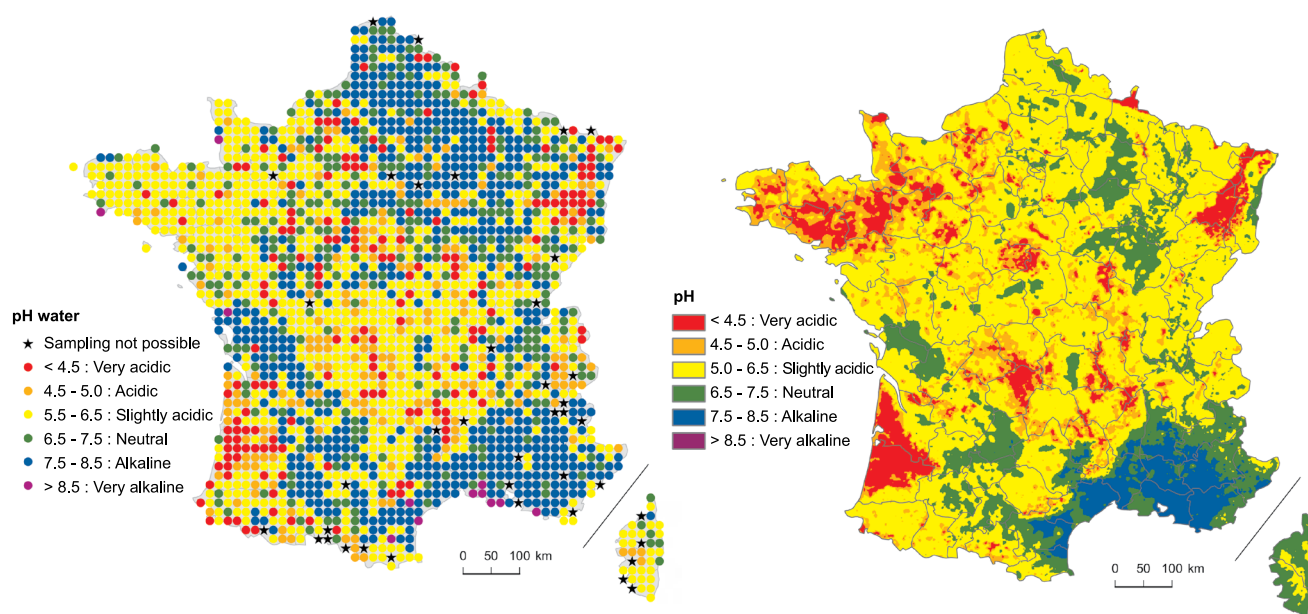 pH water
Sampling not possible
< 4.5 : Very acidic
4.5 - 5.0 : Acidic
5.5 - 6.5 : Slightly acidic
6.5 - 7.5 : Neutral
7.5 - 8.5 : Alkaline
> 8.5 : Very alkaline
0 50 100 km
pH
< 4.5 : Very acidic
4.5 - 5.0 : Acidic
5.0 - 6.5 : Slightly acidic
6.5 - 7.5 : Neutral
7.5 - 8.5 : Alkaline
> 8.5 : Very alkaline
0 50 100 km